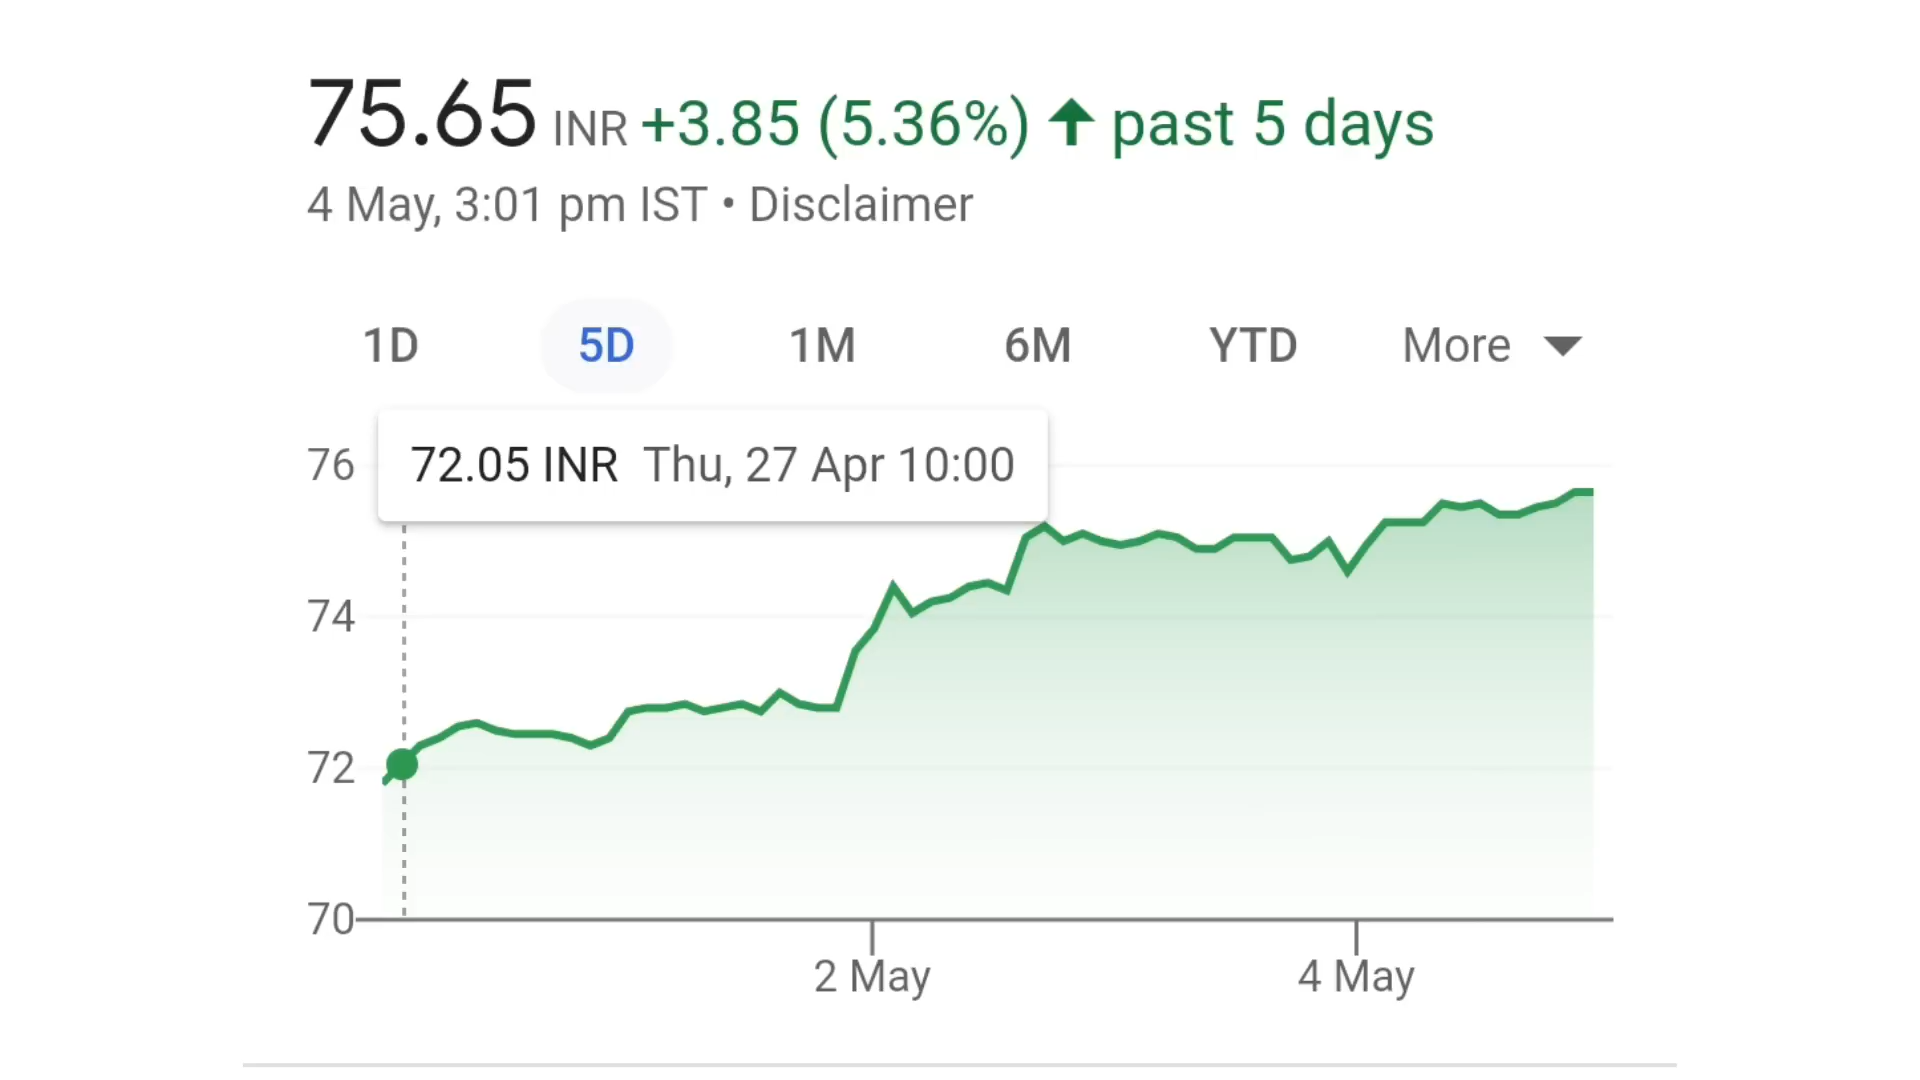 75.65 INR +3.85 (5.36%) ↑ past 5 days
4 May, 3:01 pm IST • Disclaimer
1D 5D 1M 6M YTD More
72.05 INR Thu, 27 Apr 10:00
76
74
72
70
2 May 4 May